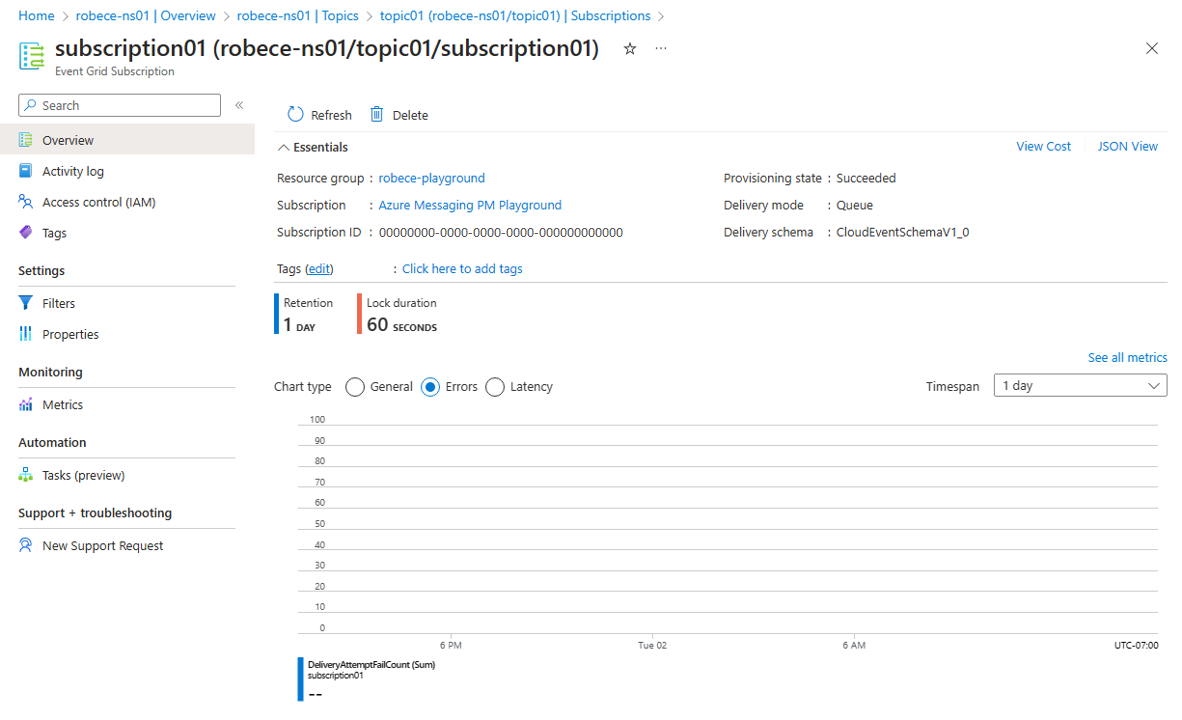 Home > robece-ns01 | Overview > robece-ns01 | Topics > topic01 (robece-ns01/topic01) | Subscriptions >
subscription01 (robece-ns01/topic01/subscription01)
Event Grid Subscription
Search
Overview
Activity log
Access control (IAM)
Tags
Settings
Filters
Properties
Monitoring
Metrics
Automation
Tasks (preview)
Support + troubleshooting
New Support Request
Refresh Delete
Essentials
View Cost JSON View
Resource group : robece-playground
Subscription : Azure Messaging PM Playground
Subscription ID : 00000000-0000-0000-0000-000000000000
Provisioning state : Succeeded
Delivery mode : Queue
Delivery schema : CloudEventSchemaV1_0
Tags (edit) : Click here to add tags
Retention
1 DAY
Lock duration
60 SECONDS
See all metrics
Chart type General Errors Latency
Timespan 1 day
100
90
80
70
60
50
40
30
20
10
0
6 PM Tue 02 6 AM UTC-07:00
DeliveryAttemptFailCount (Sum)
subscription01
--